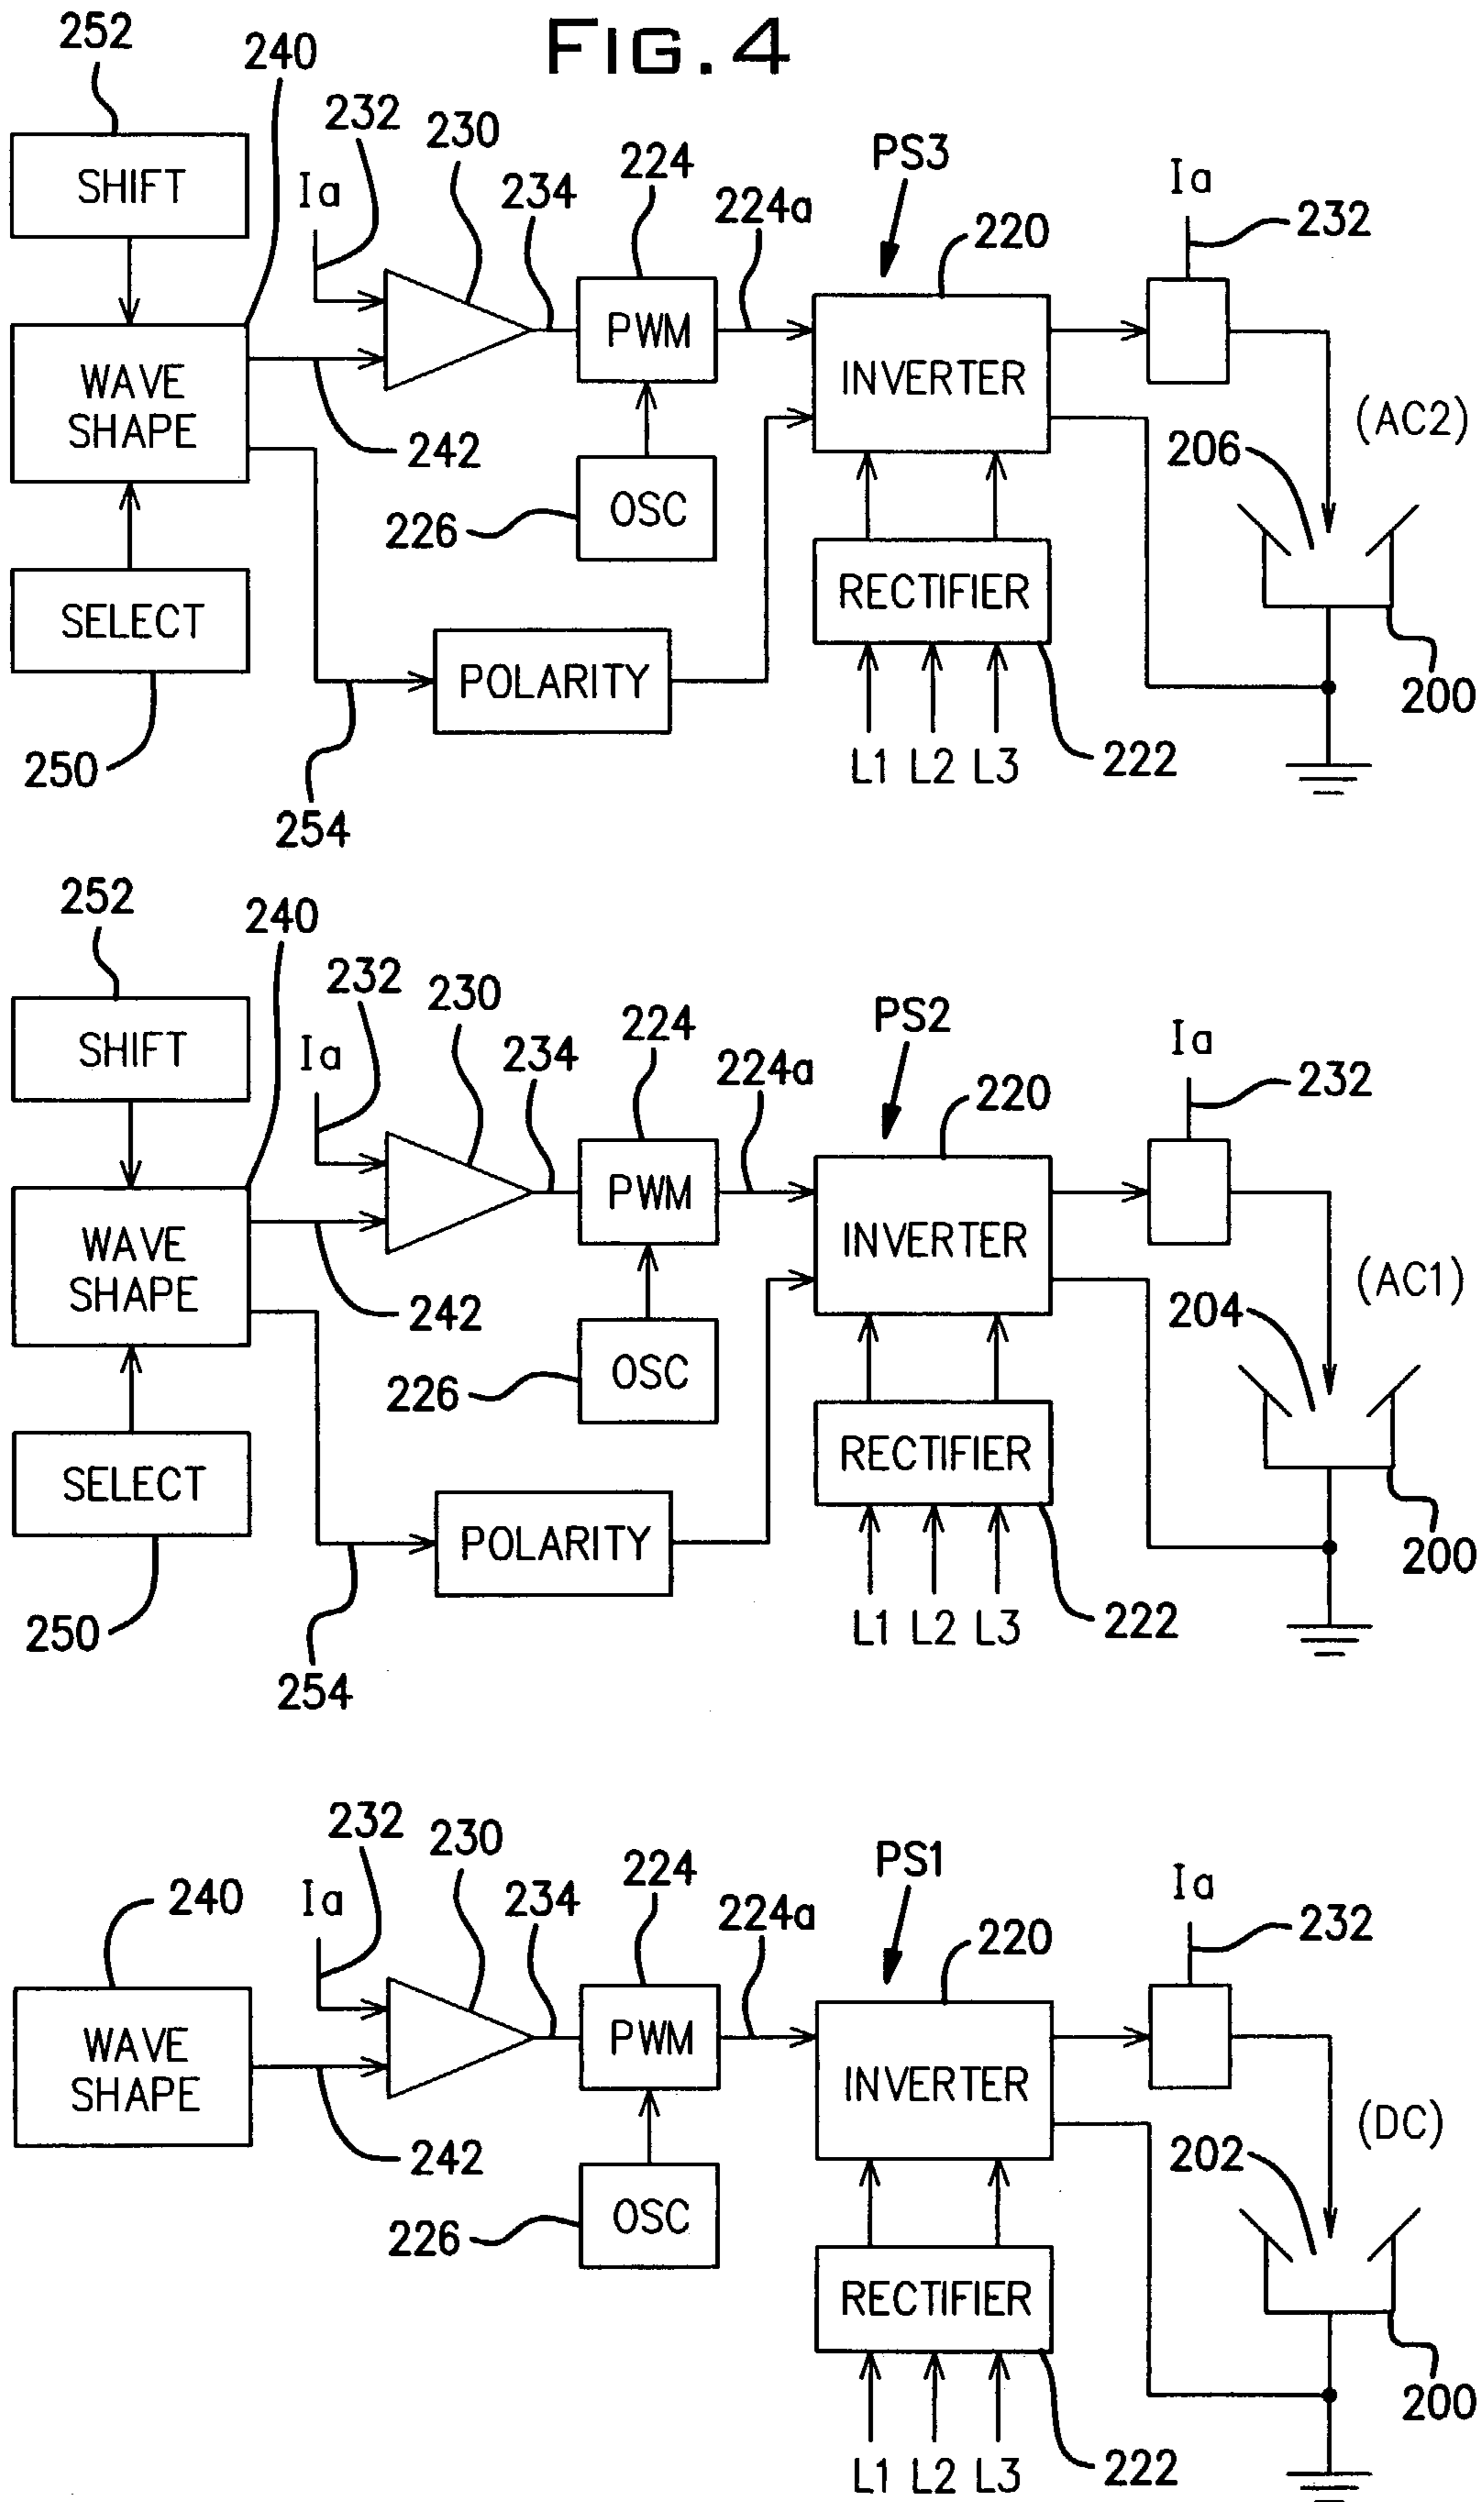 FIG. 4
252
240
232
230
224
PS3
Ia
SHIFT
Ia
234
224a
220
232
WAVE
SHAPE
PWM
INVERTER
(AC2)
242
206
226
OSC
RECTIFIER
SELECT
POLARITY
200
250
L1 L2 L3
222
254
252
240
232
230
224
PS2
Ia
SHIFT
Ia
234
224a
220
232
WAVE
SHAPE
PWM
INVERTER
(AC1)
242
204
226
OSC
RECTIFIER
SELECT
POLARITY
200
250
L1 L2 L3
222
254
232
230
224
PS1
Ia
240
Ia
234
224a
220
232
WAVE
SHAPE
PWM
INVERTER
(DC)
242
202
226
OSC
RECTIFIER
200
L1 L2 L3
222